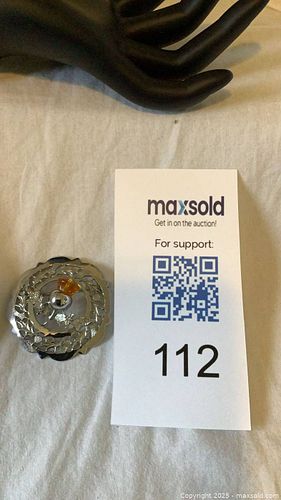 maxsold
Get in on the auction!
For support:
112
Copyright 2025 - maxsold.com